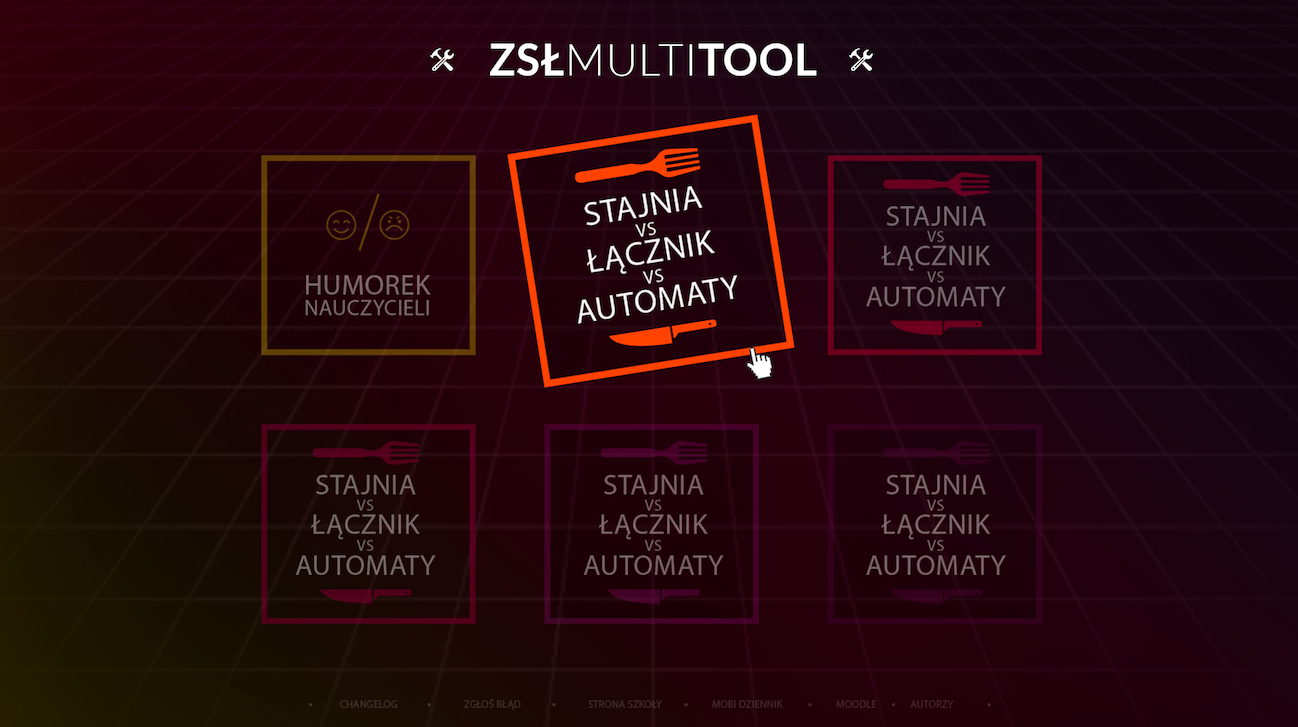 ZSŁMULTITOOL
HUMOREK
NAUCZYCIELI
STAJNIA
VS
ŁĄCZNIK
VS
AUTOMATY
STAJNIA
VS
ŁĄCZNIK
VS
AUTOMATY
STAJNIA
VS
ŁĄCZNIK
VS
AUTOMATY
STAJNIA
VS
ŁĄCZNIK
VS
AUTOMATY
STAJNIA
VS
ŁĄCZNIK
VS
AUTOMATY
• CHANGELOG • ZGŁOŚ BŁĄD • STRONA SZKOŁY • MOBI DZIENNIK • MOODLE • AUTORZY •